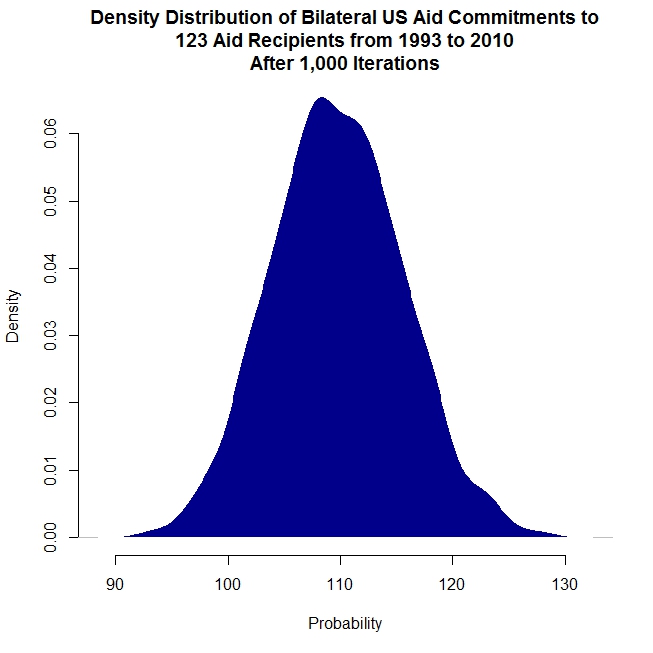 Density Distribution of Bilateral US Aid Commitments to
123 Aid Recipients from 1993 to 2010
After 1,000 Iterations
0.06
0.05
0.04
0.03
0.02
0.01
0.00
Density
90 100 110 120 130
Probability